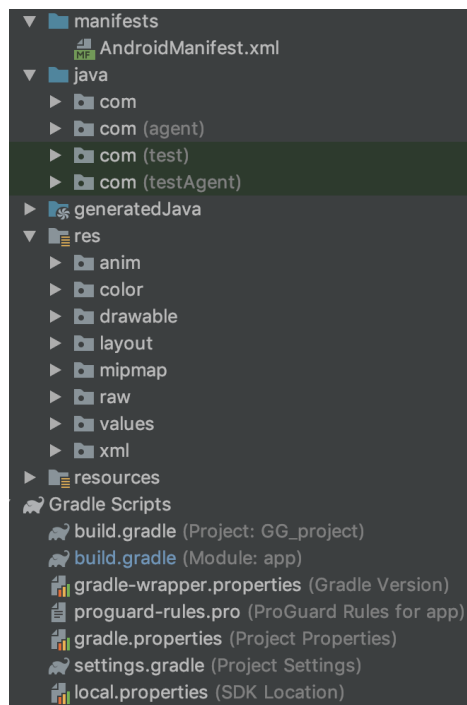 manifests
MF AndroidManifest.xml
java
com
com (agent)
com (test)
com (testAgent)
generatedJava
res
anim
color
drawable
layout
mipmap
raw
values
xml
resources
Gradle Scripts
build.gradle (Project: GG_project)
build.gradle (Module: app)
gradle-wrapper.properties (Gradle Version)
proguard-rules.pro (ProGuard Rules for app)
gradle.properties (Project Properties)
settings.gradle (Project Settings)
local.properties (SDK Location)